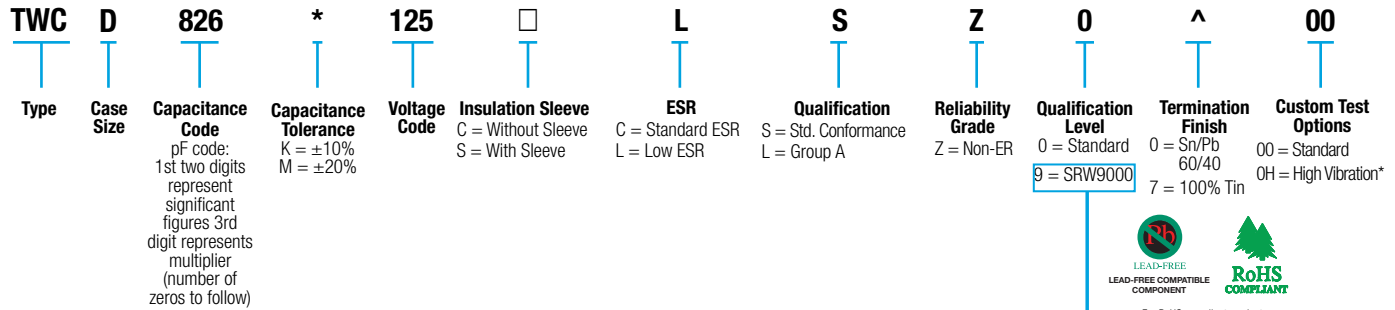 TWC D 826 * 125 □ L S Z 0 ^ 00
Type
Case
Size
Capacitance
Code
pF code:
1st two digits
represent
significant
figures 3rd
digit represents
multiplier
(number of
zeros to follow)
Capacitance
Tolerance
K = ±10%
M = ±20%
Voltage
Code
Insulation Sleeve
C = Without Sleeve
S = With Sleeve
ESR
C = Standard ESR
L = Low ESR
Qualification
S = Std. Conformance
L = Group A
Reliability
Grade
Z = Non-ER
Qualification
Level
0 = Standard
9 = SRW9000
Termination
Finish
0 = Sn/Pb
60/40
7 = 100% Tin
Custom Test
Options
00 = Standard
0H = High Vibration*
Pb
LEAD-FREE
LEAD-FREE COMPATIBLE
COMPONENT
RoHS
COMPLIANT